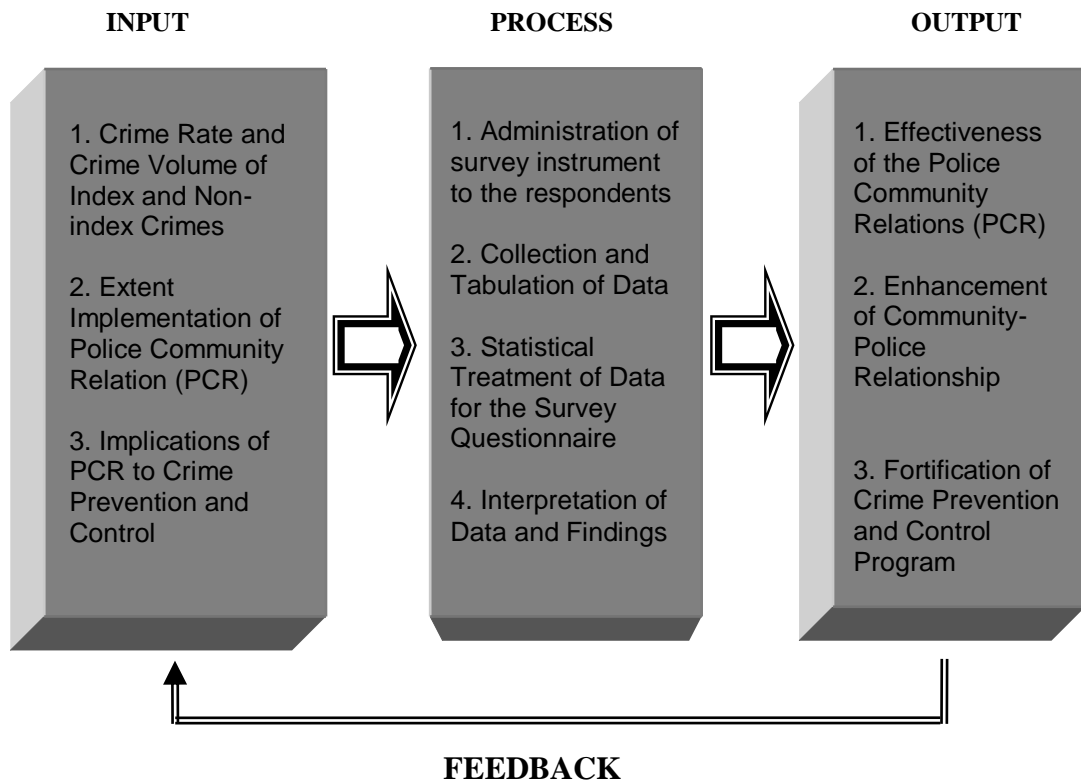 INPUT
PROCESS
OUTPUT
1. Crime Rate and
Crime Volume of
Index and Non-
index Crimes
2. Extent
Implementation of
Police Community
Relation (PCR)
3. Implications of
PCR to Crime
Prevention and
Control
1. Administration of
survey instrument
to the respondents
2. Collection and
Tabulation of Data
3. Statistical
Treatment of Data
for the Survey
Questionnaire
4. Interpretation of
Data and Findings
1. Effectiveness
of the Police
Community
Relations (PCR)
2. Enhancement
of Community-
Police
Relationship
3. Fortification of
Crime Prevention
and Control
Program
FEEDBACK